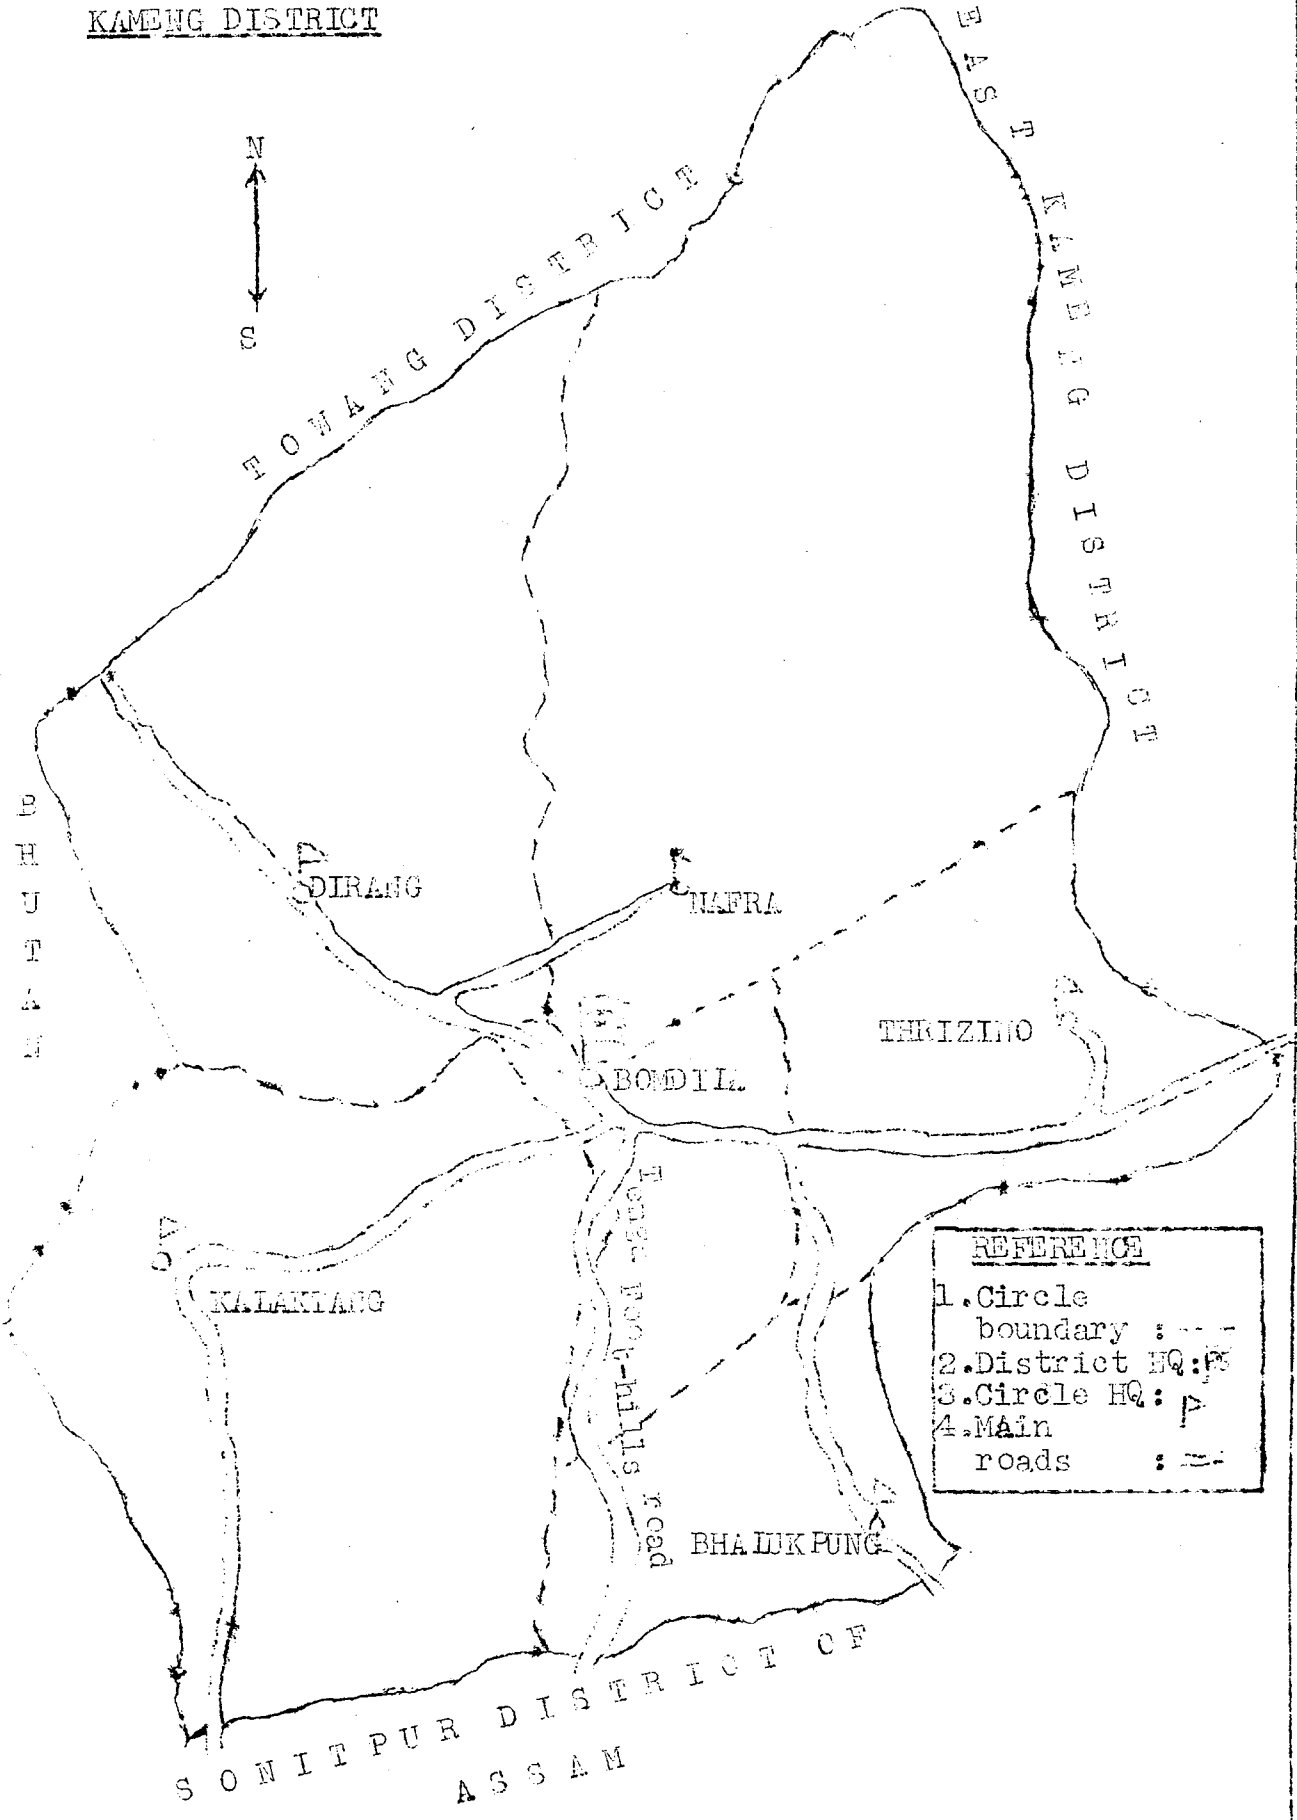 KAMENG DISTRICT
N
S
TOWANG DISTRICT
EAST KAMENG DISTRICT
BHUTAN
DIRANG
NAFRA
THRIZINO
BOMDILA
Tenga Foot-hills road
KALAKTANG
REFERENCE
1.Circle
boundary :---
2.District HQ:
3.Circle HQ:
4.Main
roads :
BHALUKPUNG
SONITPUR DISTRICT OF
ASSAM